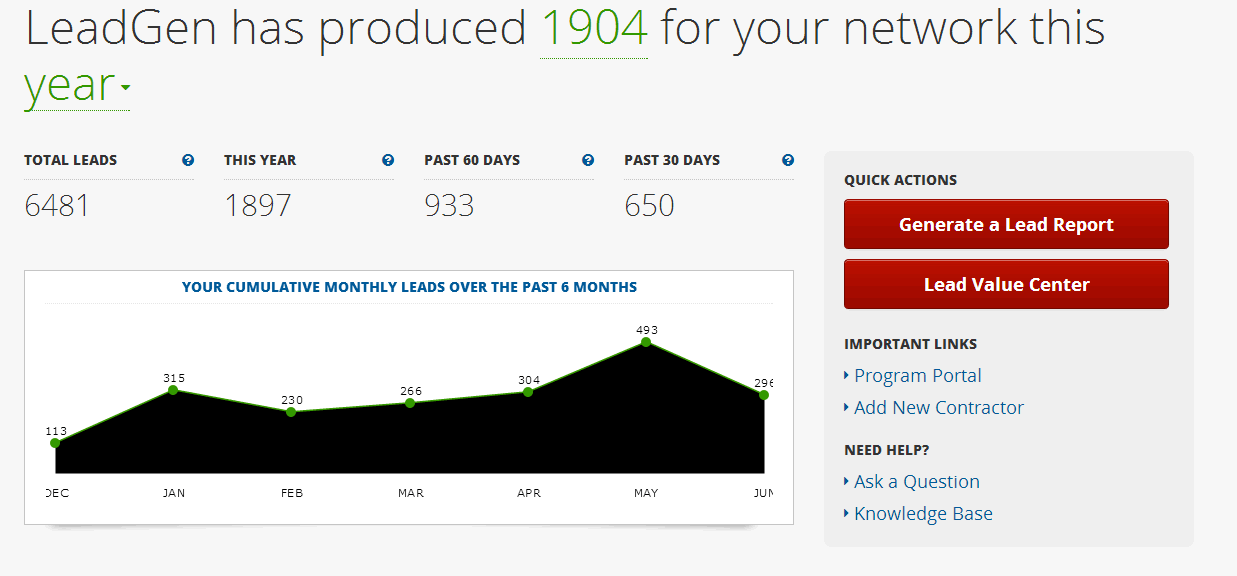 LeadGen has produced 1904 for your network this
year
TOTAL LEADS
6481
THIS YEAR
1897
PAST 60 DAYS
933
PAST 30 DAYS
650
YOUR CUMULATIVE MONTHLY LEADS OVER THE PAST 6 MONTHS
113
315
230
266
304
493
296
DEC
JAN
FEB
MAR
APR
MAY
JUN
QUICK ACTIONS
Generate a Lead Report
Lead Value Center
IMPORTANT LINKS
Program Portal
Add New Contractor
NEED HELP?
Ask a Question
Knowledge Base